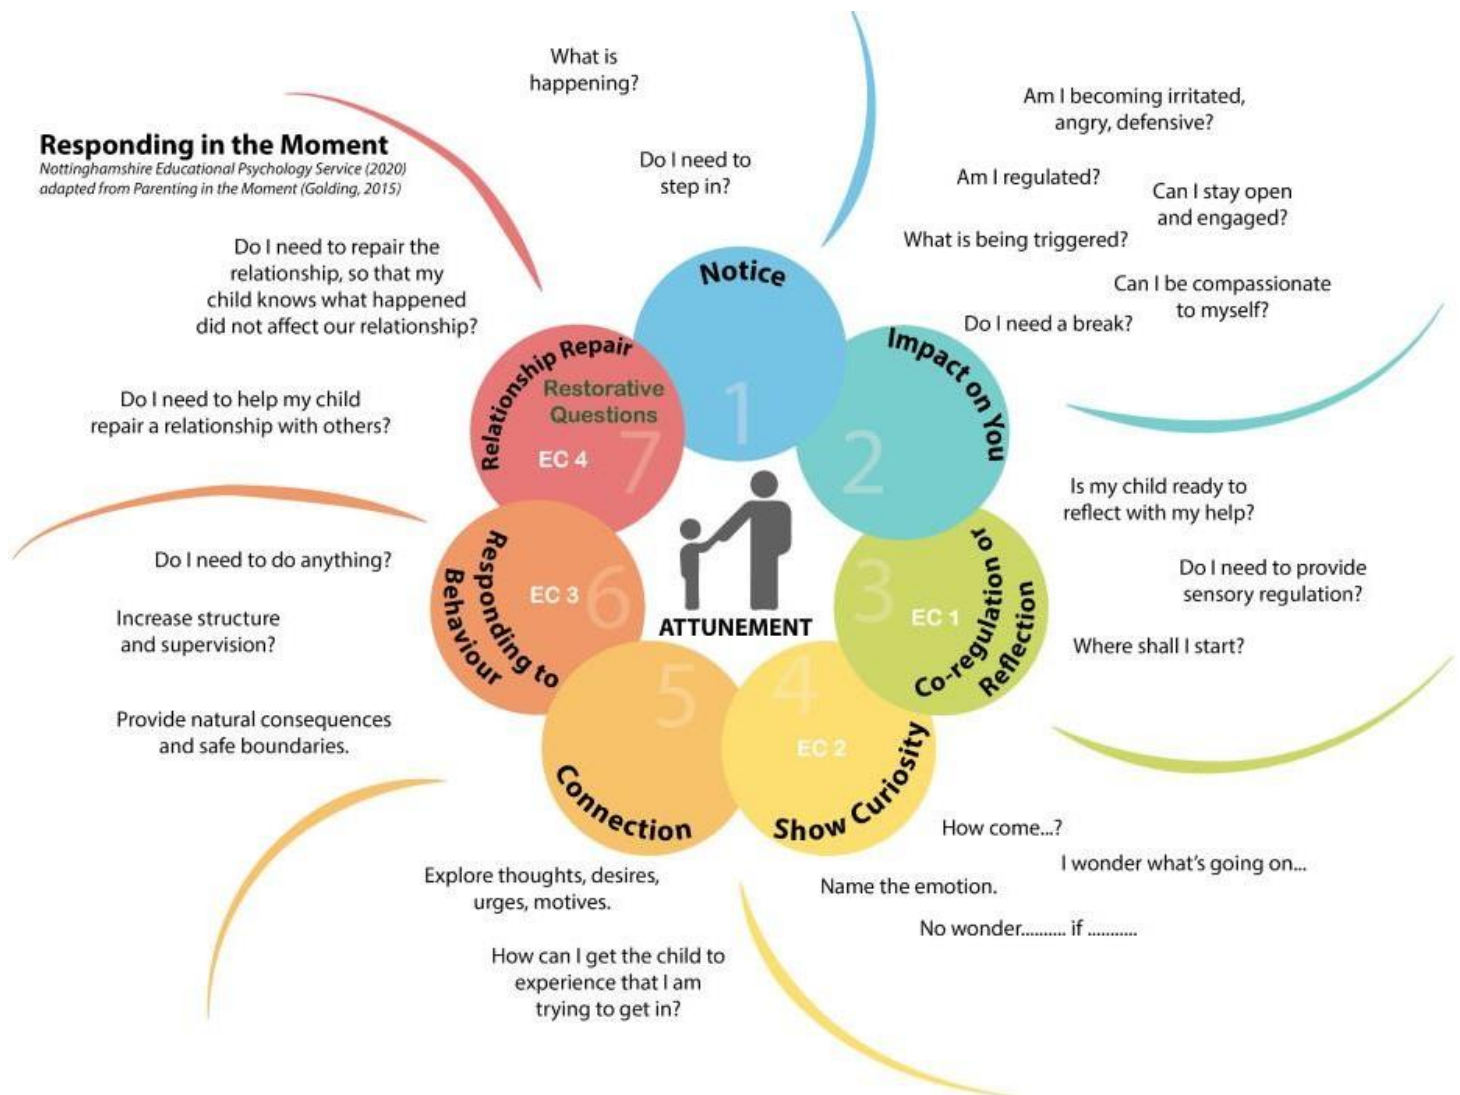 Responding in the Moment
Nottinghamshire Educational Psychology Service (2020)
adapted from Parenting in the Moment (Golding, 2015)
What is
happening?
Do I need to
step in?
Notice
1
Am I becoming irritated,
angry, defensive?
Am I regulated?
Can I stay open
and engaged?
What is being triggered?
Can I be compassionate
to myself?
Do I need a break?
Impact on You
2
Is my child ready to
reflect with my help?
Do I need to provide
sensory regulation?
Where shall I start?
Co-regulation or
Reflection
3
EC 1
Show Curiosity
4
EC 2
How come...?
I wonder what's going on...
Name the emotion.
No wonder.......... if ...........
Connection
5
Explore thoughts, desires,
urges, motives.
How can I get the child to
experience that I am
trying to get in?
Responding to
Behaviour
EC 3
6
Do I need to do anything?
Increase structure
and supervision?
Provide natural consequences
and safe boundaries.
Relationship Repair
Restorative
Questions
EC 4
7
Do I need to repair the
relationship, so that my
child knows what happened
did not affect our relationship?
Do I need to help my child
repair a relationship with others?
ATTUNEMENT